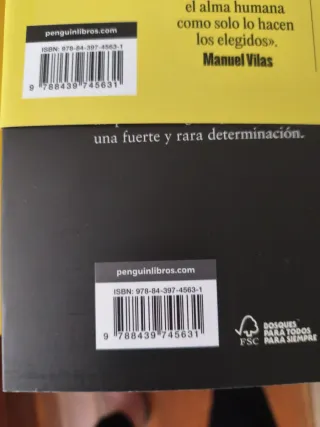 el alma humana
como solo lo hacen
los elegidos».
Manuel Vilas
penguinlibros.com
ISBN: 978-84-397-4563-1
9 788439 745631
una fuerte y rara determinación.
penguinlibros.com
ISBN: 978-84-397-4563-1
9 788439 745631
FSC
BOSQUES
PARA TODOS
PARA SIEMPRE